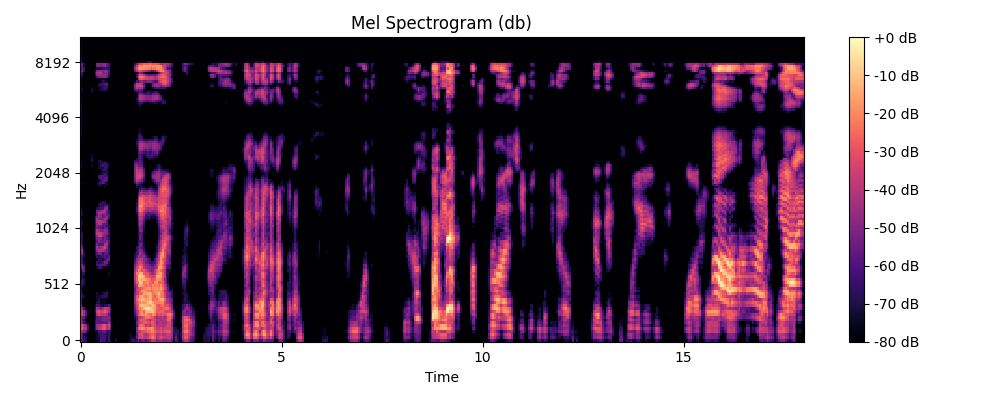 Mel Spectrogram (db)
8192
4096
2048
1024
512
0
Hz
0 5 10 15
Time
+0 dB
-10 dB
-20 dB
-30 dB
-40 dB
-50 dB
-60 dB
-70 dB
-80 dB